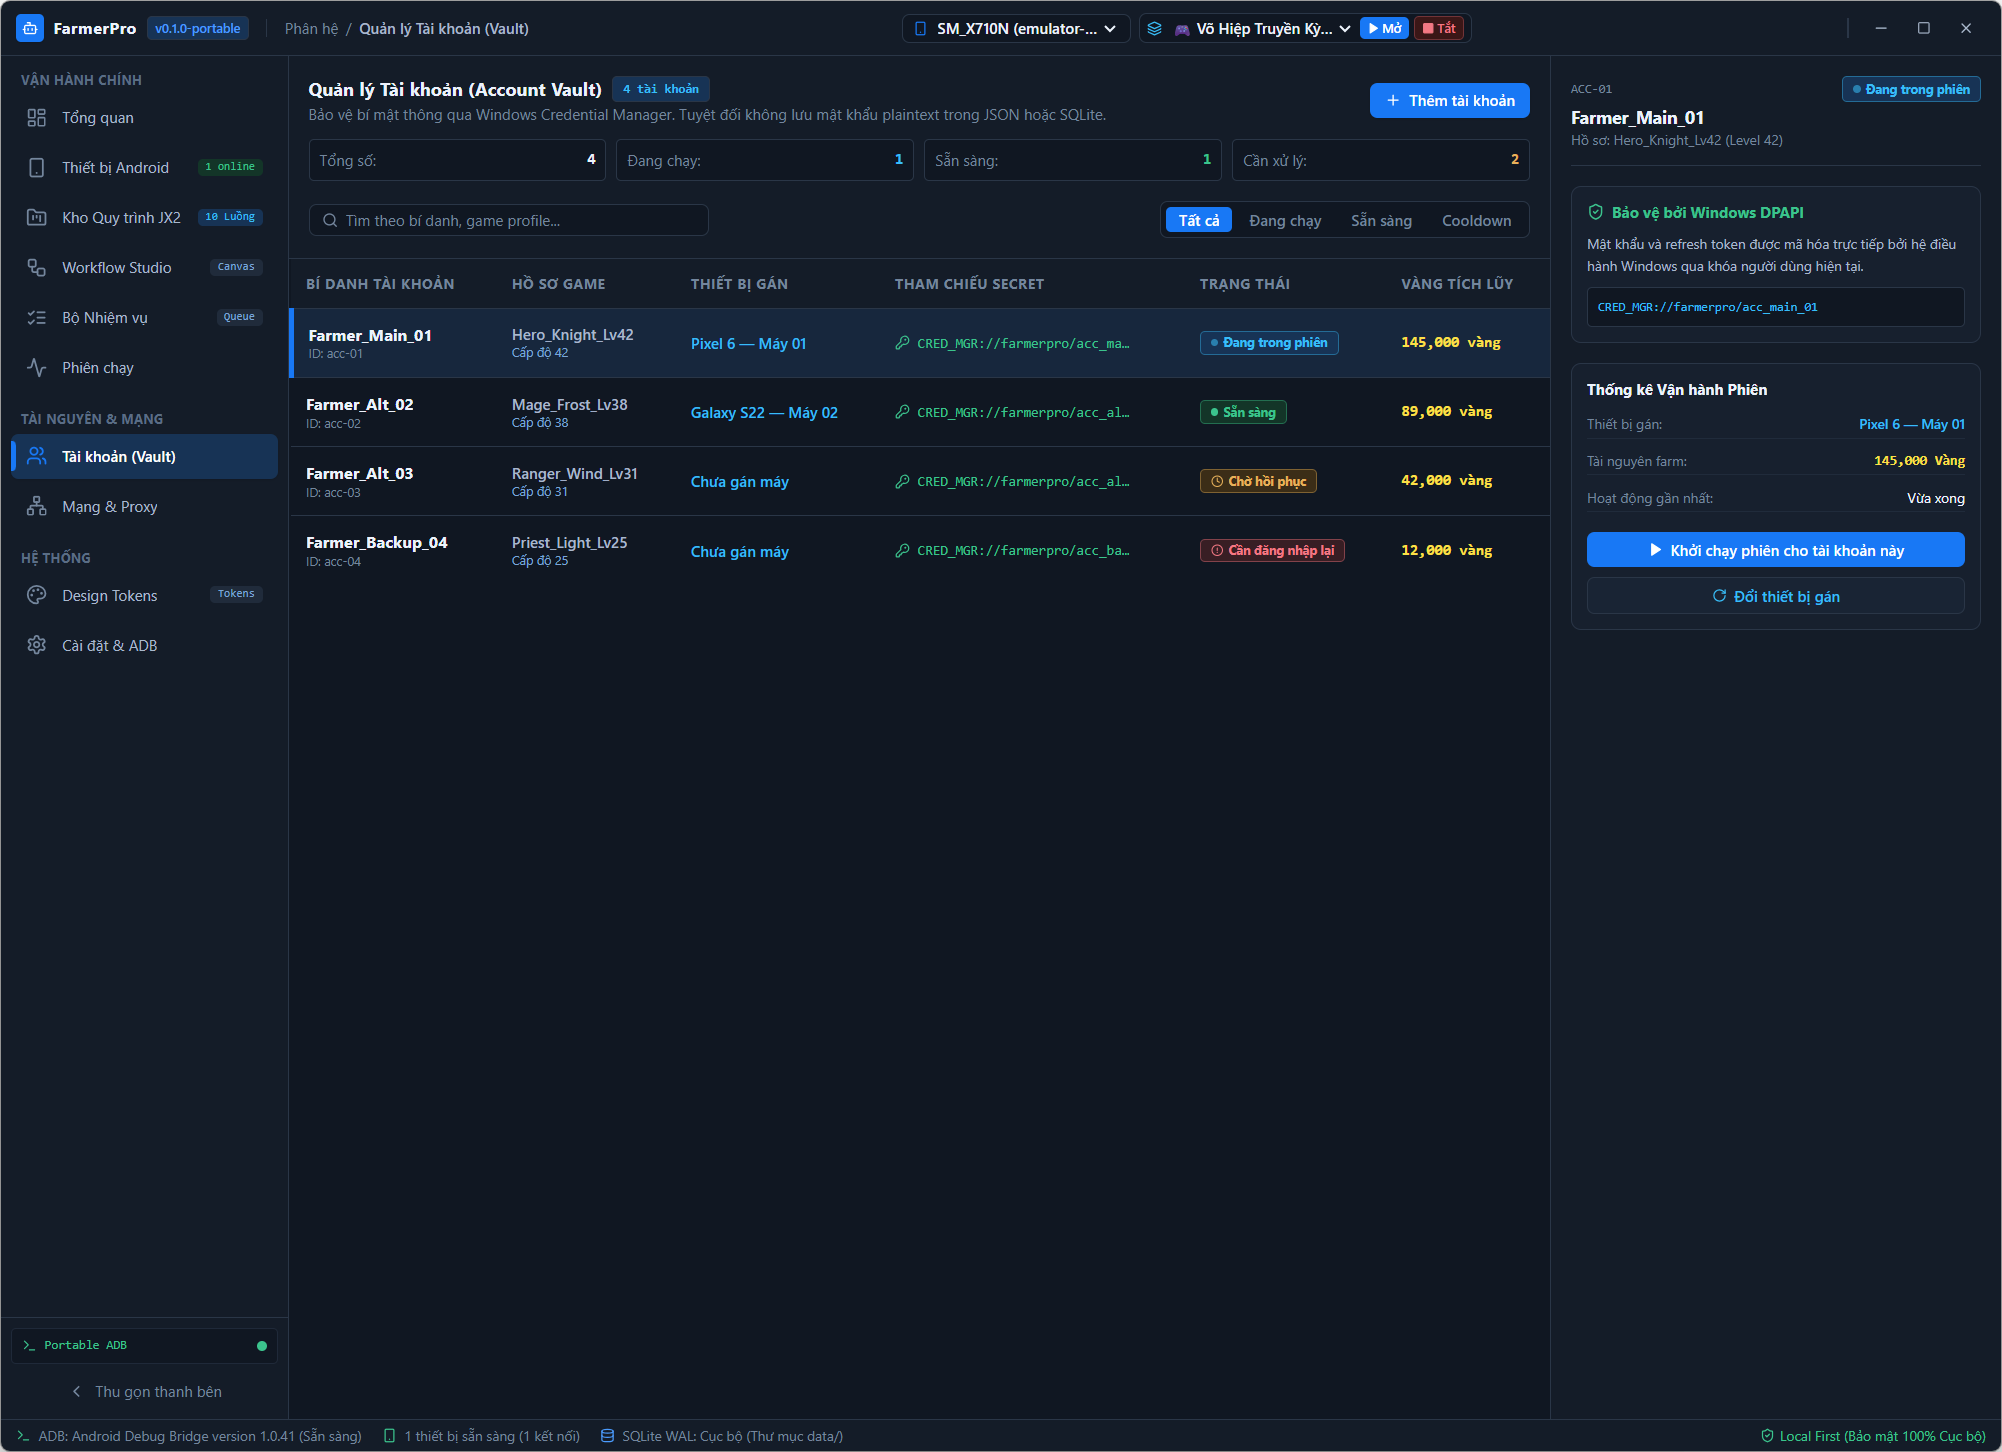 FarmerPro v0.1.0-portable Phân hệ / Quản lý Tài khoản (Vault) SM_X710N (emulator-... Võ Hiệp Truyền Kỳ... Mở Tắt
VẬN HÀNH CHÍNH
Tổng quan
Thiết bị Android 1 online
Kho Quy trình JX2 10 Luồng
Workflow Studio Canvas
Bộ Nhiệm vụ Queue
Phiên chạy
TÀI NGUYÊN & MẠNG
Tài khoản (Vault)
Mạng & Proxy
HỆ THỐNG
Design Tokens Tokens
Cài đặt & ADB
Portable ADB
Thu gọn thanh bên
Quản lý Tài khoản (Account Vault) 4 tài khoản
Bảo vệ bí mật thông qua Windows Credential Manager. Tuyệt đối không lưu mật khẩu plaintext trong JSON hoặc SQLite.
Thêm tài khoản
Tổng số: 4 Đang chạy: 1 Sẵn sàng: 1 Cần xử lý: 2
Tìm theo bí danh, game profile... Tất cả Đang chạy Sẵn sàng Cooldown
BÍ DANH TÀI KHOẢN HỒ SƠ GAME THIẾT BỊ GÁN THAM CHIẾU SECRET TRẠNG THÁI VÀNG TÍCH LŨY
Farmer_Main_01 Hero_Knight_Lv42 Pixel 6 — Máy 01 CRED_MGR://farmerpro/acc_ma… Đang trong phiên 145,000 vàng
ID: acc-01 Cấp độ 42
Farmer_Alt_02 Mage_Frost_Lv38 Galaxy S22 — Máy 02 CRED_MGR://farmerpro/acc_al… Sẵn sàng 89,000 vàng
ID: acc-02 Cấp độ 38
Farmer_Alt_03 Ranger_Wind_Lv31 Chưa gán máy CRED_MGR://farmerpro/acc_al… Chờ hồi phục 42,000 vàng
ID: acc-03 Cấp độ 31
Farmer_Backup_04 Priest_Light_Lv25 Chưa gán máy CRED_MGR://farmerpro/acc_ba… Cần đăng nhập lại 12,000 vàng
ID: acc-04 Cấp độ 25
ACC-01 Đang trong phiên
Farmer_Main_01
Hồ sơ: Hero_Knight_Lv42 (Level 42)
Bảo vệ bởi Windows DPAPI
Mật khẩu và refresh token được mã hóa trực tiếp bởi hệ điều
hành Windows qua khóa người dùng hiện tại.
CRED_MGR://farmerpro/acc_main_01
Thống kê Vận hành Phiên
Thiết bị gán: Pixel 6 — Máy 01
Tài nguyên farm: 145,000 Vàng
Hoạt động gần nhất: Vừa xong
Khởi chạy phiên cho tài khoản này
Đổi thiết bị gán
ADB: Android Debug Bridge version 1.0.41 (Sẵn sàng) 1 thiết bị sẵn sàng (1 kết nối) SQLite WAL: Cục bộ (Thư mục data/) Local First (Bảo mật 100% Cục bộ)